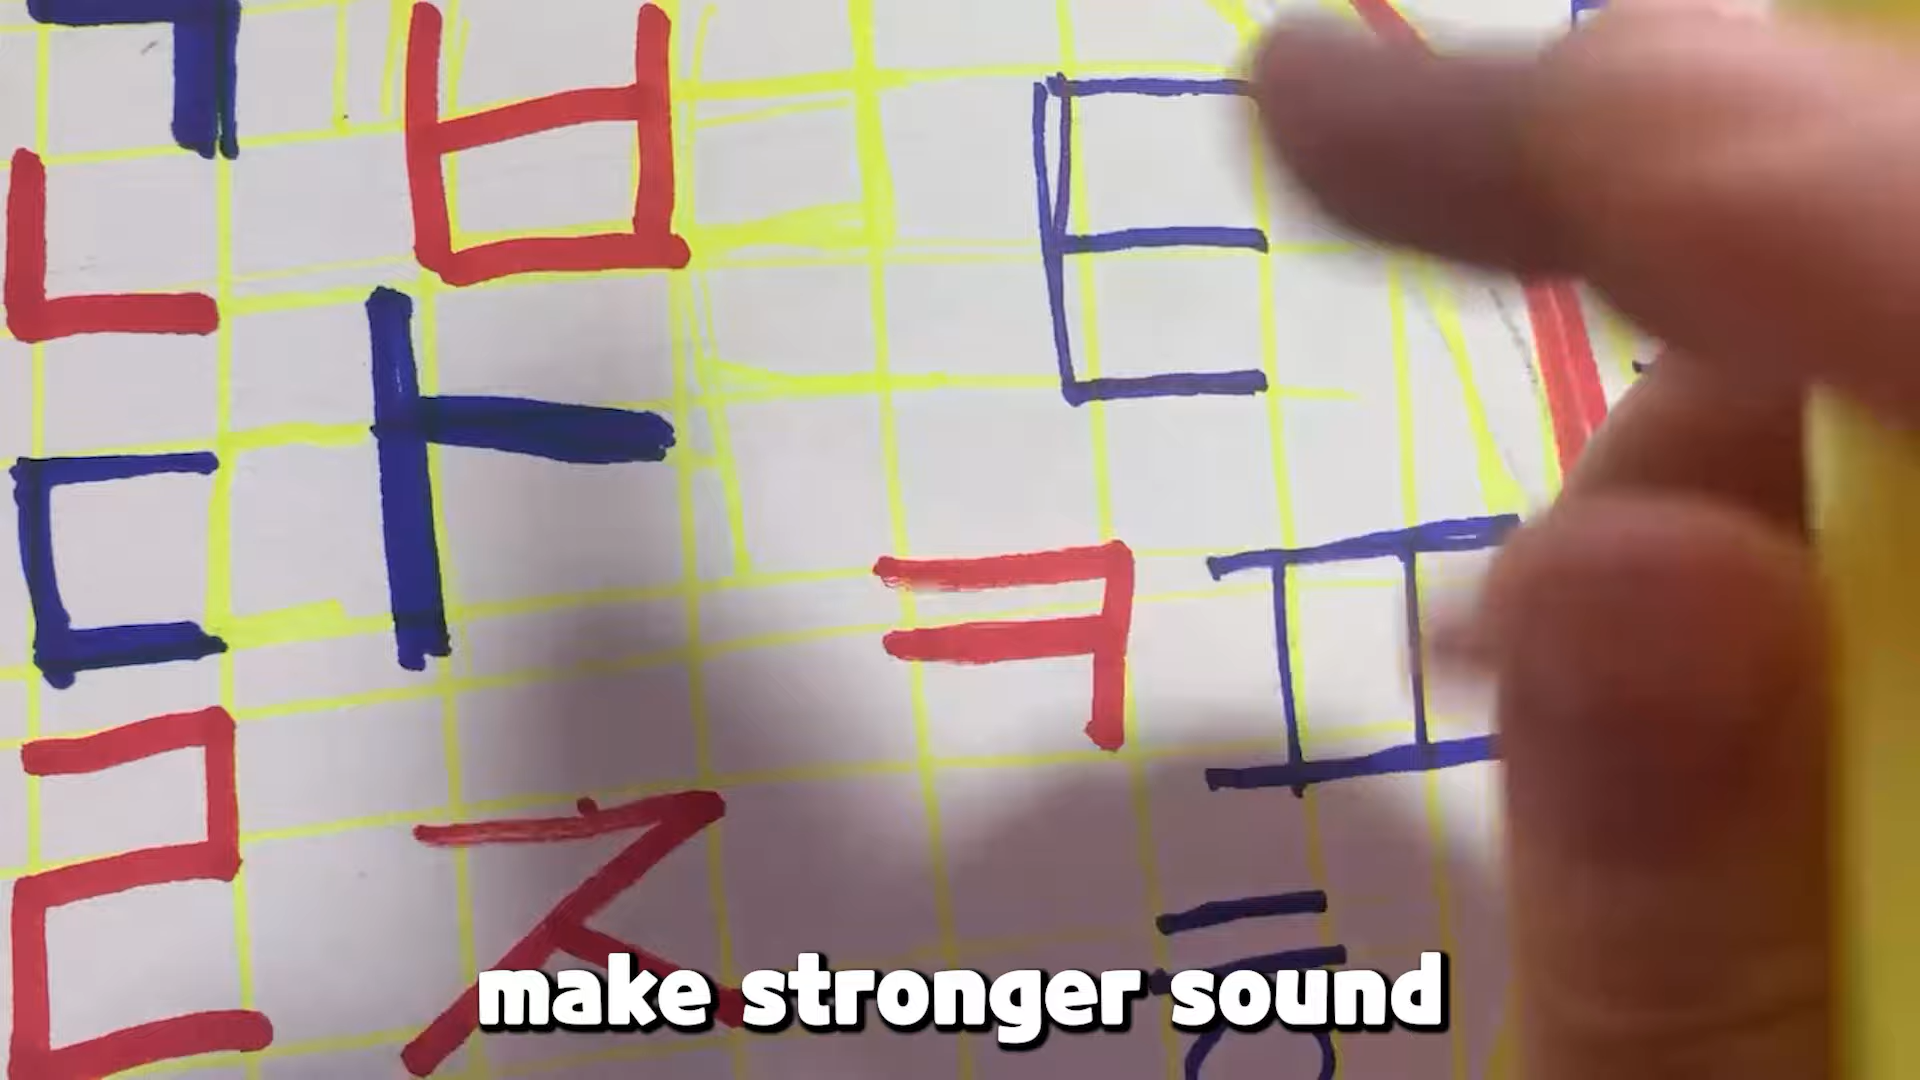 ㄱ
ㄴ
ㄷ
ㄹ
ㅂ
ㅏ
ㅈ
ㅋ
ㅌ
ㅍ
ㅎ
make stronger sound